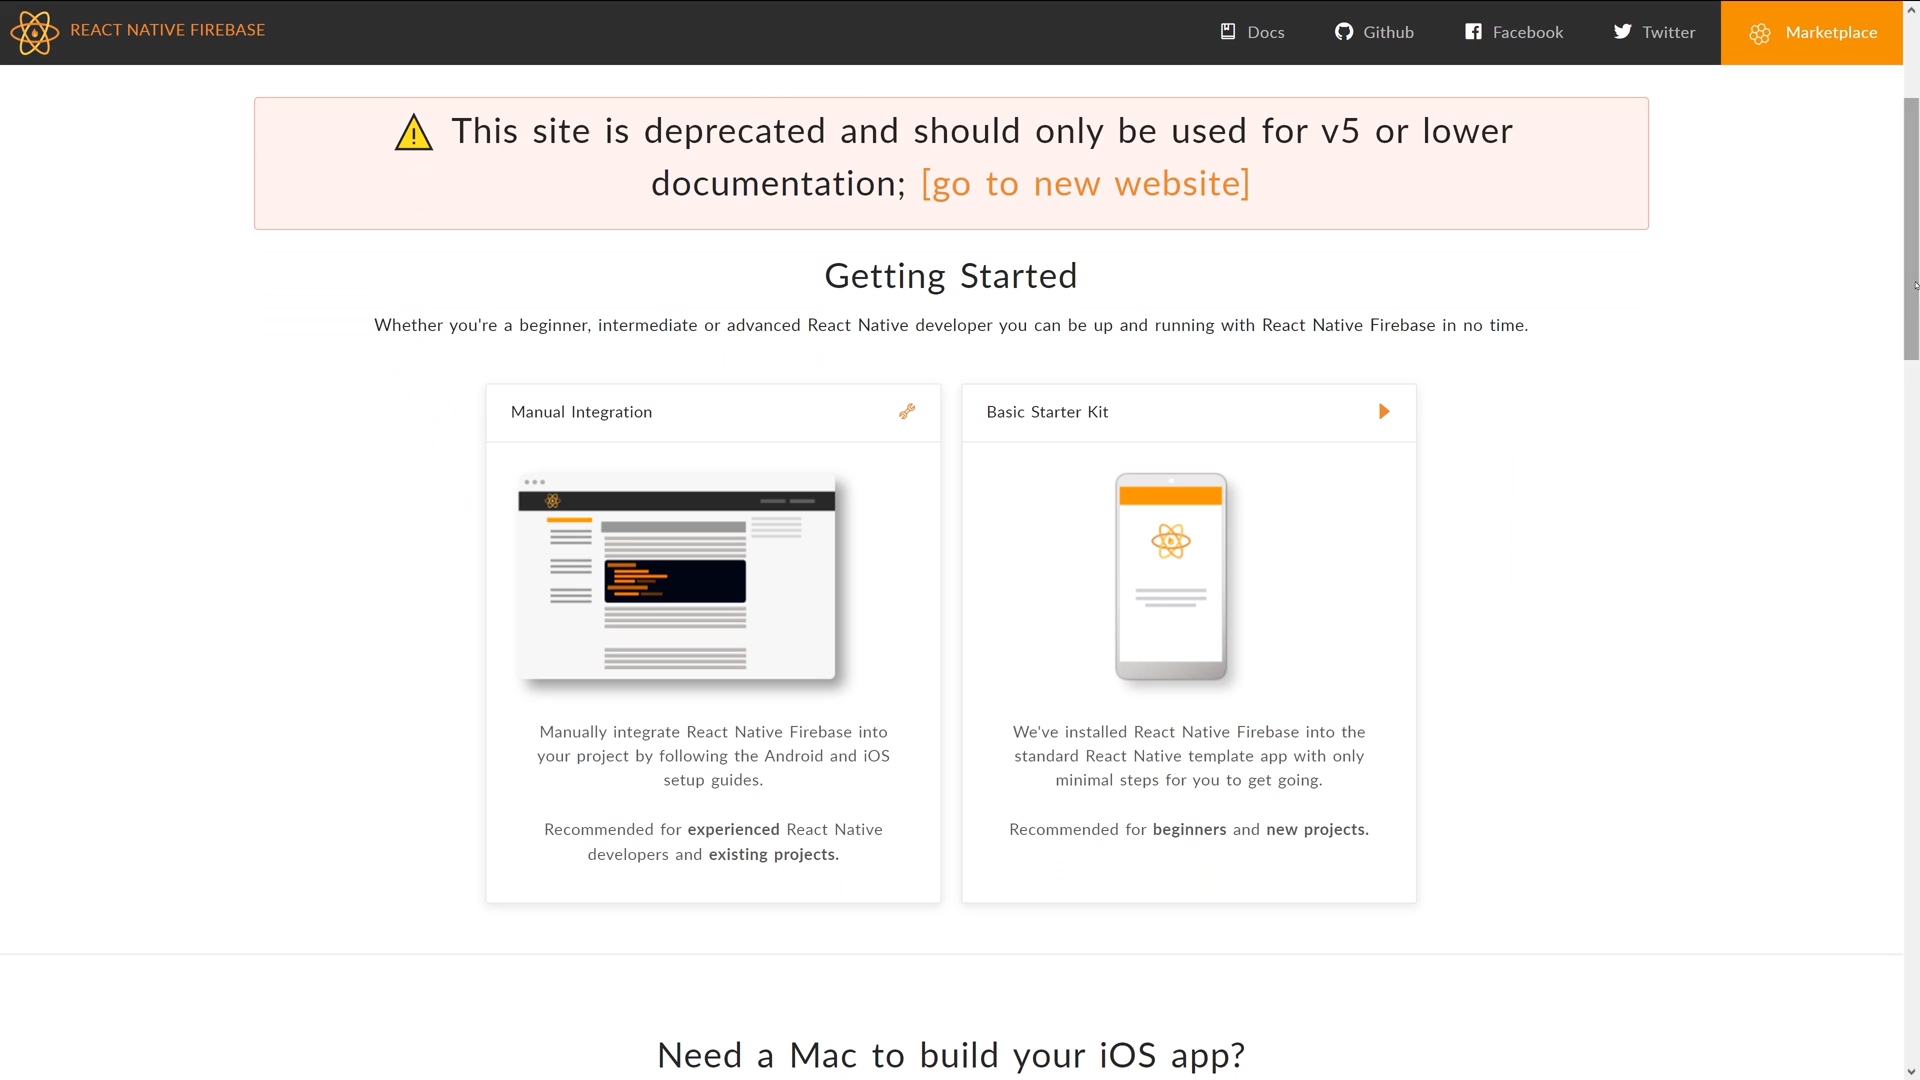 REACT NATIVE FIREBASE
Docs
Github
Facebook
Twitter
Marketplace
This site is deprecated and should only be used for v5 or lower
documentation; [go to new website]
Getting Started
Whether you're a beginner, intermediate or advanced React Native developer you can be up and running with React Native Firebase in no time.
Manual Integration
Manually integrate React Native Firebase into
your project by following the Android and iOS
setup guides.
Recommended for experienced React Native
developers and existing projects.
Basic Starter Kit
We've installed React Native Firebase into the
standard React Native template app with only
minimal steps for you to get going.
Recommended for beginners and new projects.
Need a Mac to build your iOS app?